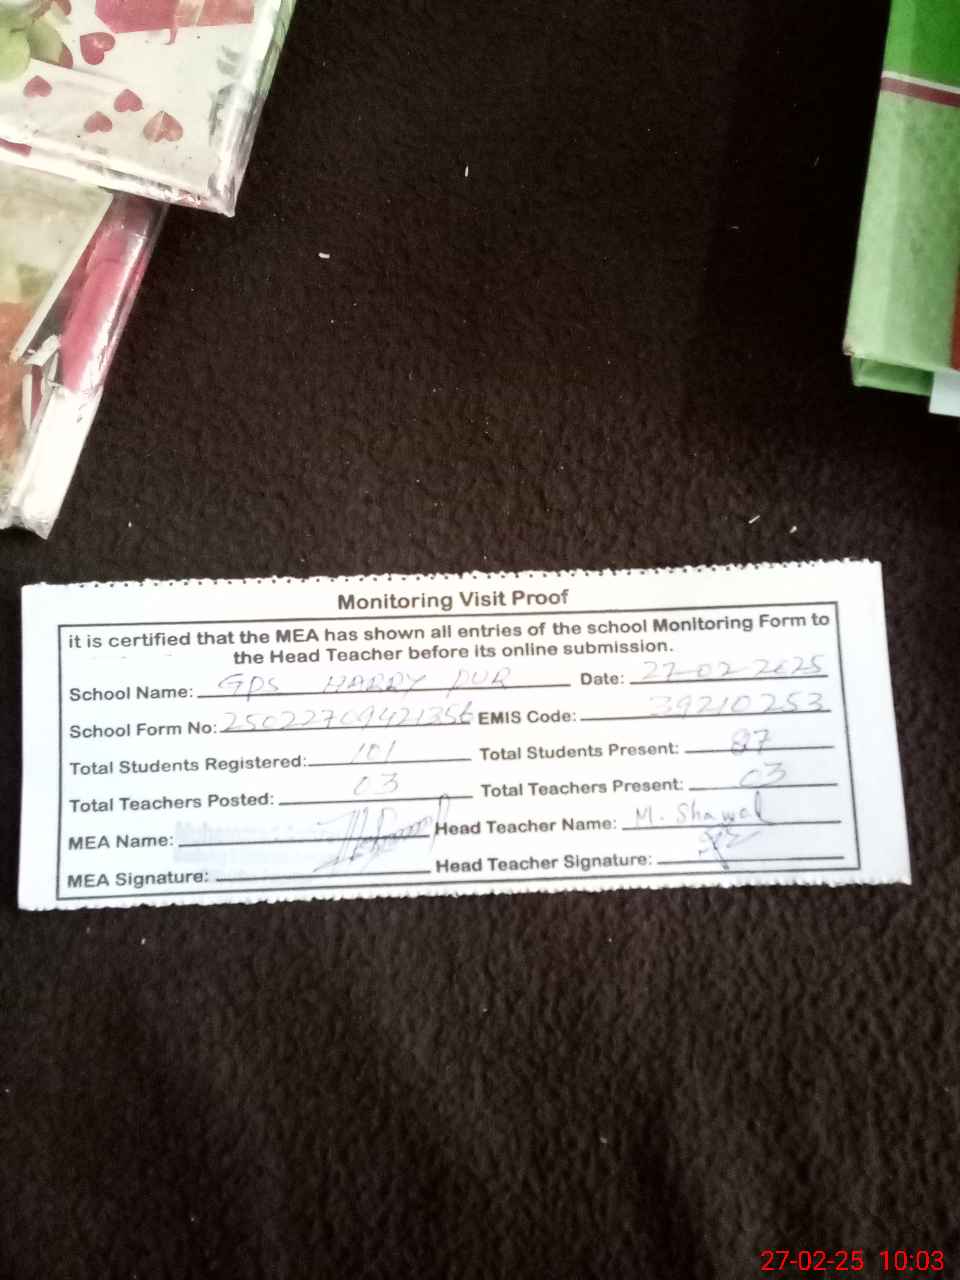 Monitoring Visit Proof
it is certified that the MEA has shown all entries of the school Monitoring Form to
the Head Teacher before its online submission.
School Name: GPS HARRY PUR Date: 27-02-2025
School Form No: 25022709421356 EMIS Code: 39210253
Total Students Registered: 101 Total Students Present: 87
Total Teachers Posted: 03 Total Teachers Present: 03
MEA Name: Head Teacher Name: M. Shawal
MEA Signature: Head Teacher Signature:
27-02-25 10:03